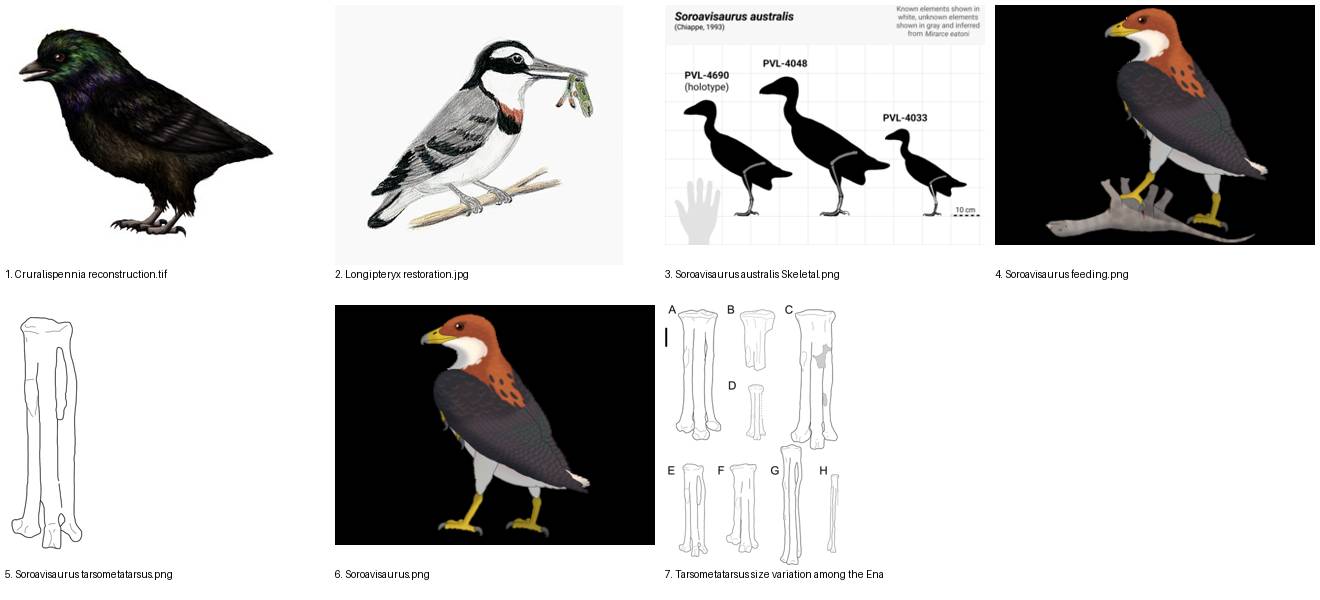 Soroavisaurus australis
(Chiappe, 1993)
Known elements shown in
white, unknown elements
shown in gray and inferred
from Mirarce eatoni
PVL-4690
(holotype)
PVL-4048
PVL-4033
10 cm
1. Cruralispennia reconstruction.tif
2. Longipteryx restoration.jpg
3. Soroavisaurus australis Skeletal.png
4. Soroavisaurus feeding.png
A
B
C
D
E
F
G
H
5. Soroavisaurus tarsometatarsus.png
6. Soroavisaurus.png
7. Tarsometatarsus size variation among the Ena